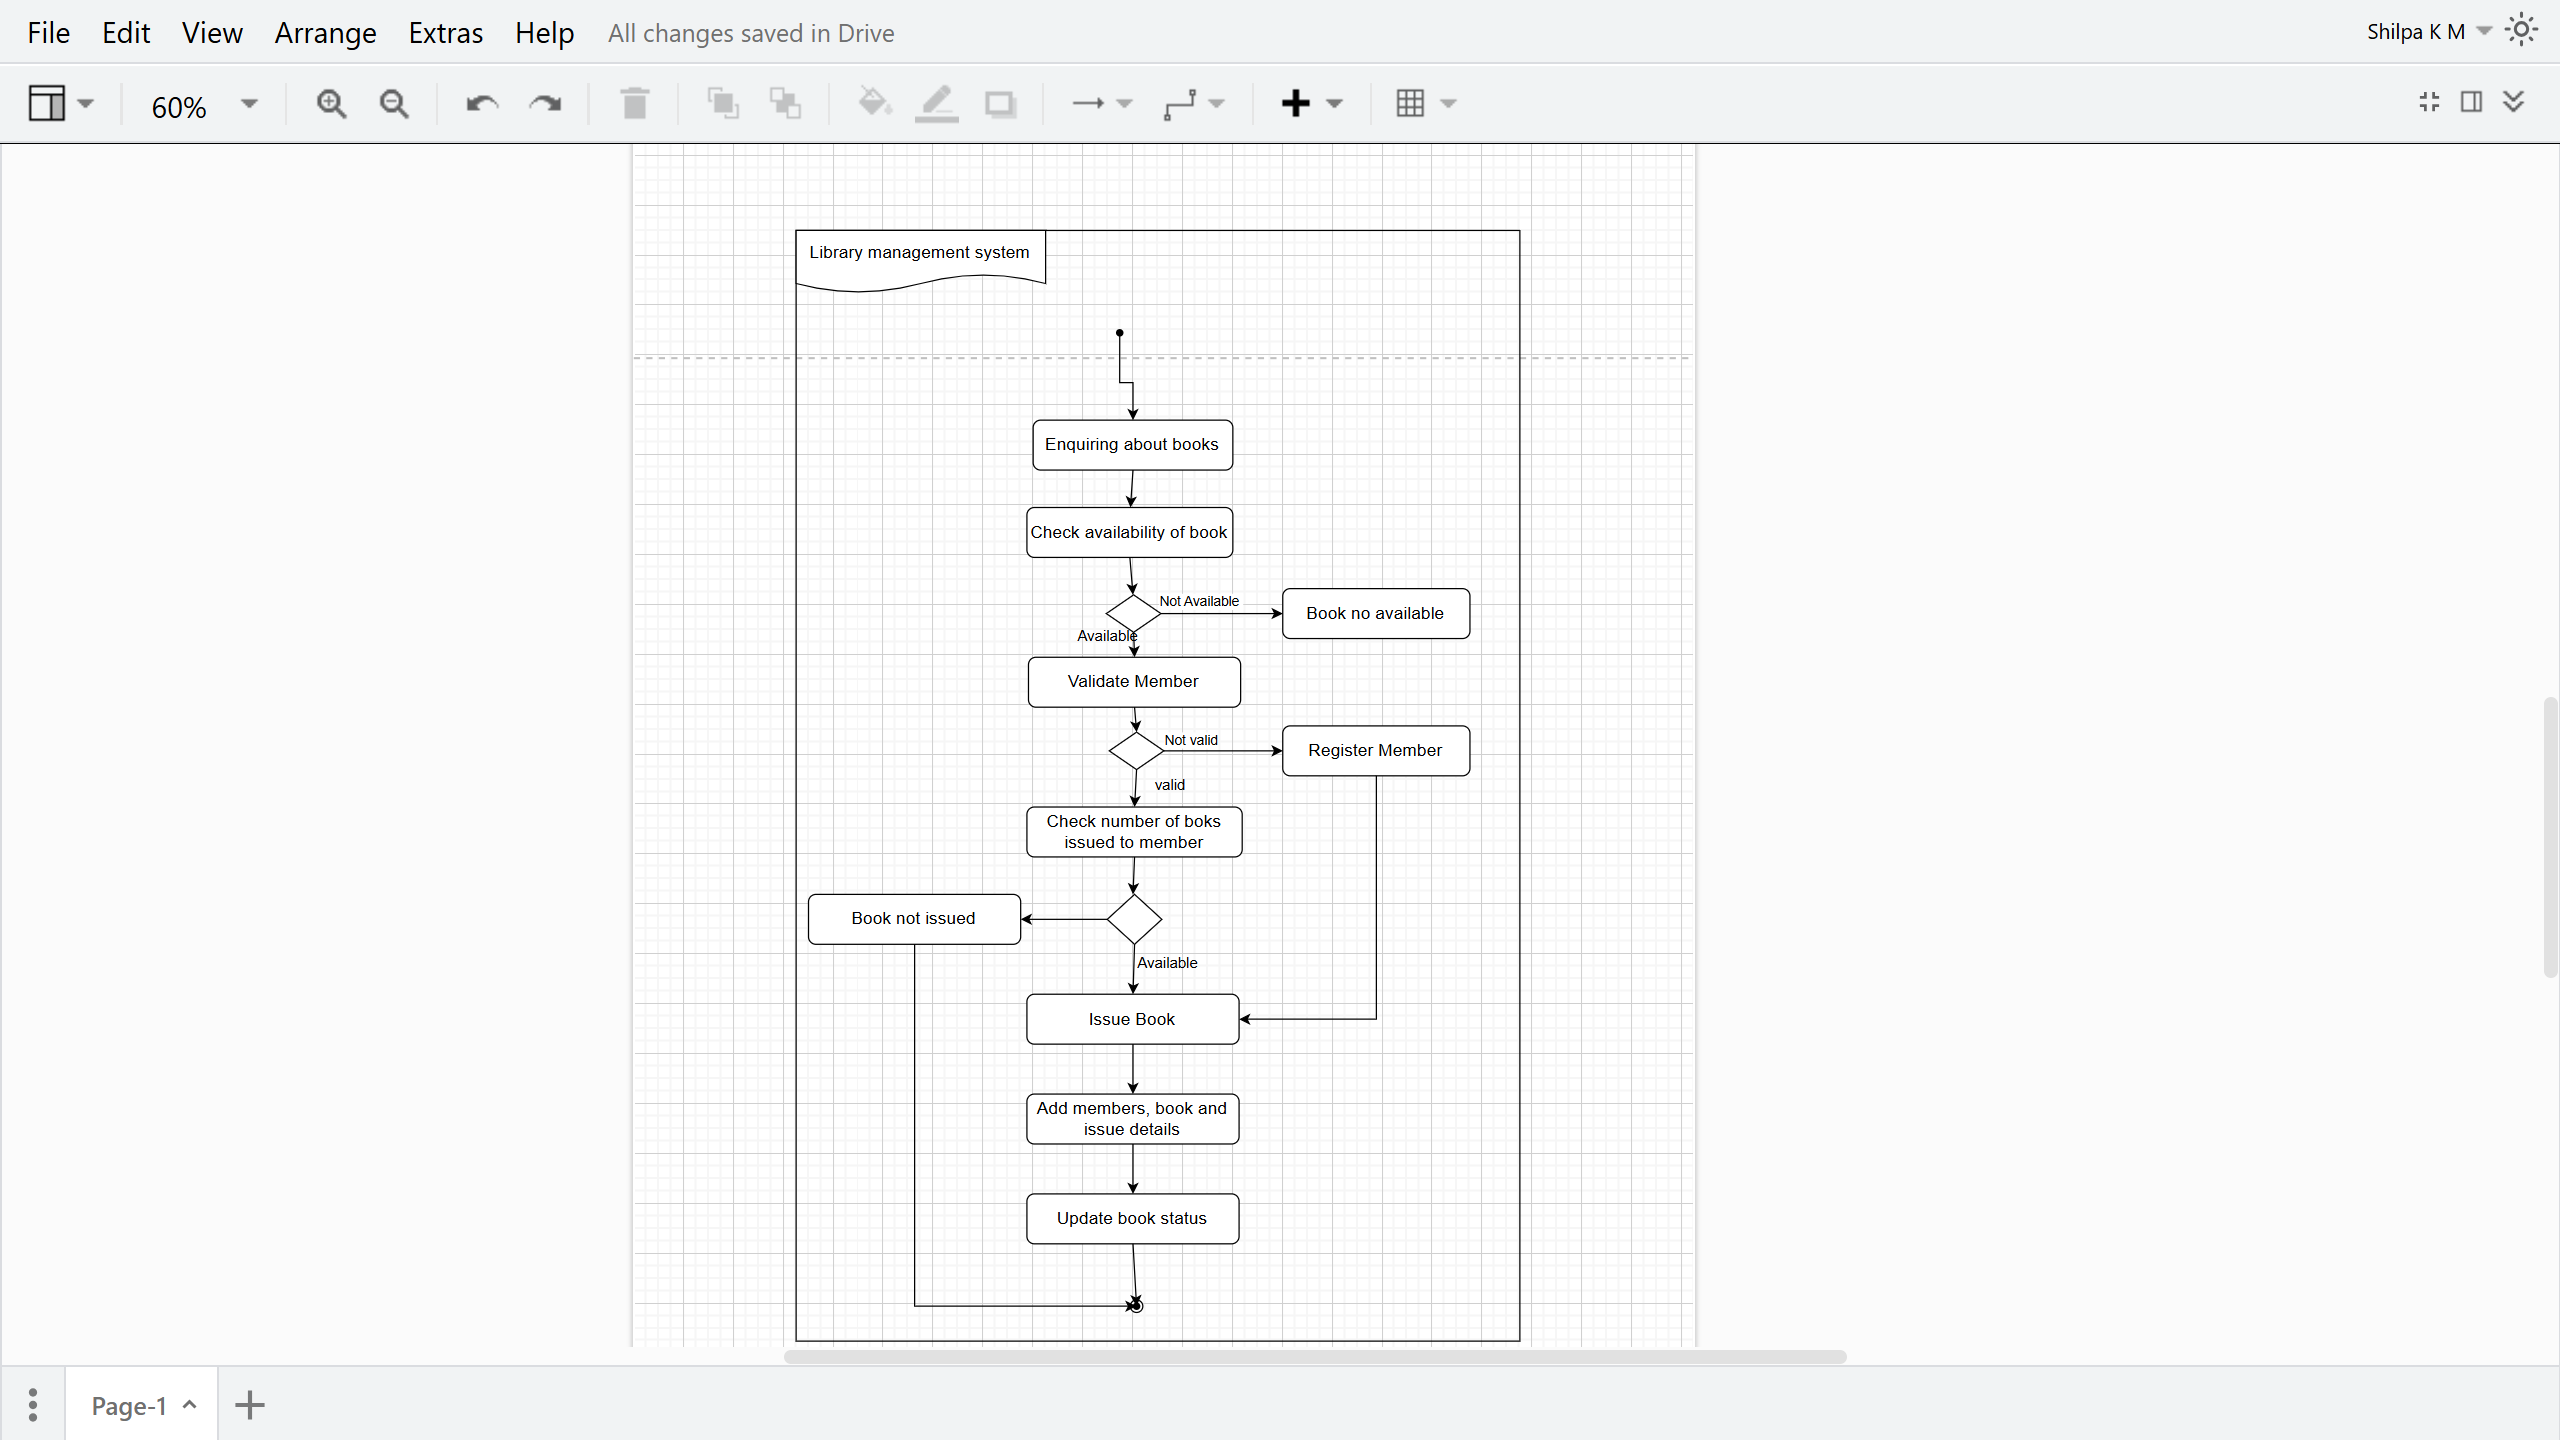 File Edit View Arrange Extras Help All changes saved in Drive
Shilpa K M
60%
Library management system
Enquiring about books
Check availability of book
Not Available
Book no available
Available
Validate Member
Not valid
Register Member
valid
Check number of boks
issued to member
Book not issued
Available
Issue Book
Add members, book and
issue details
Update book status
Page-1